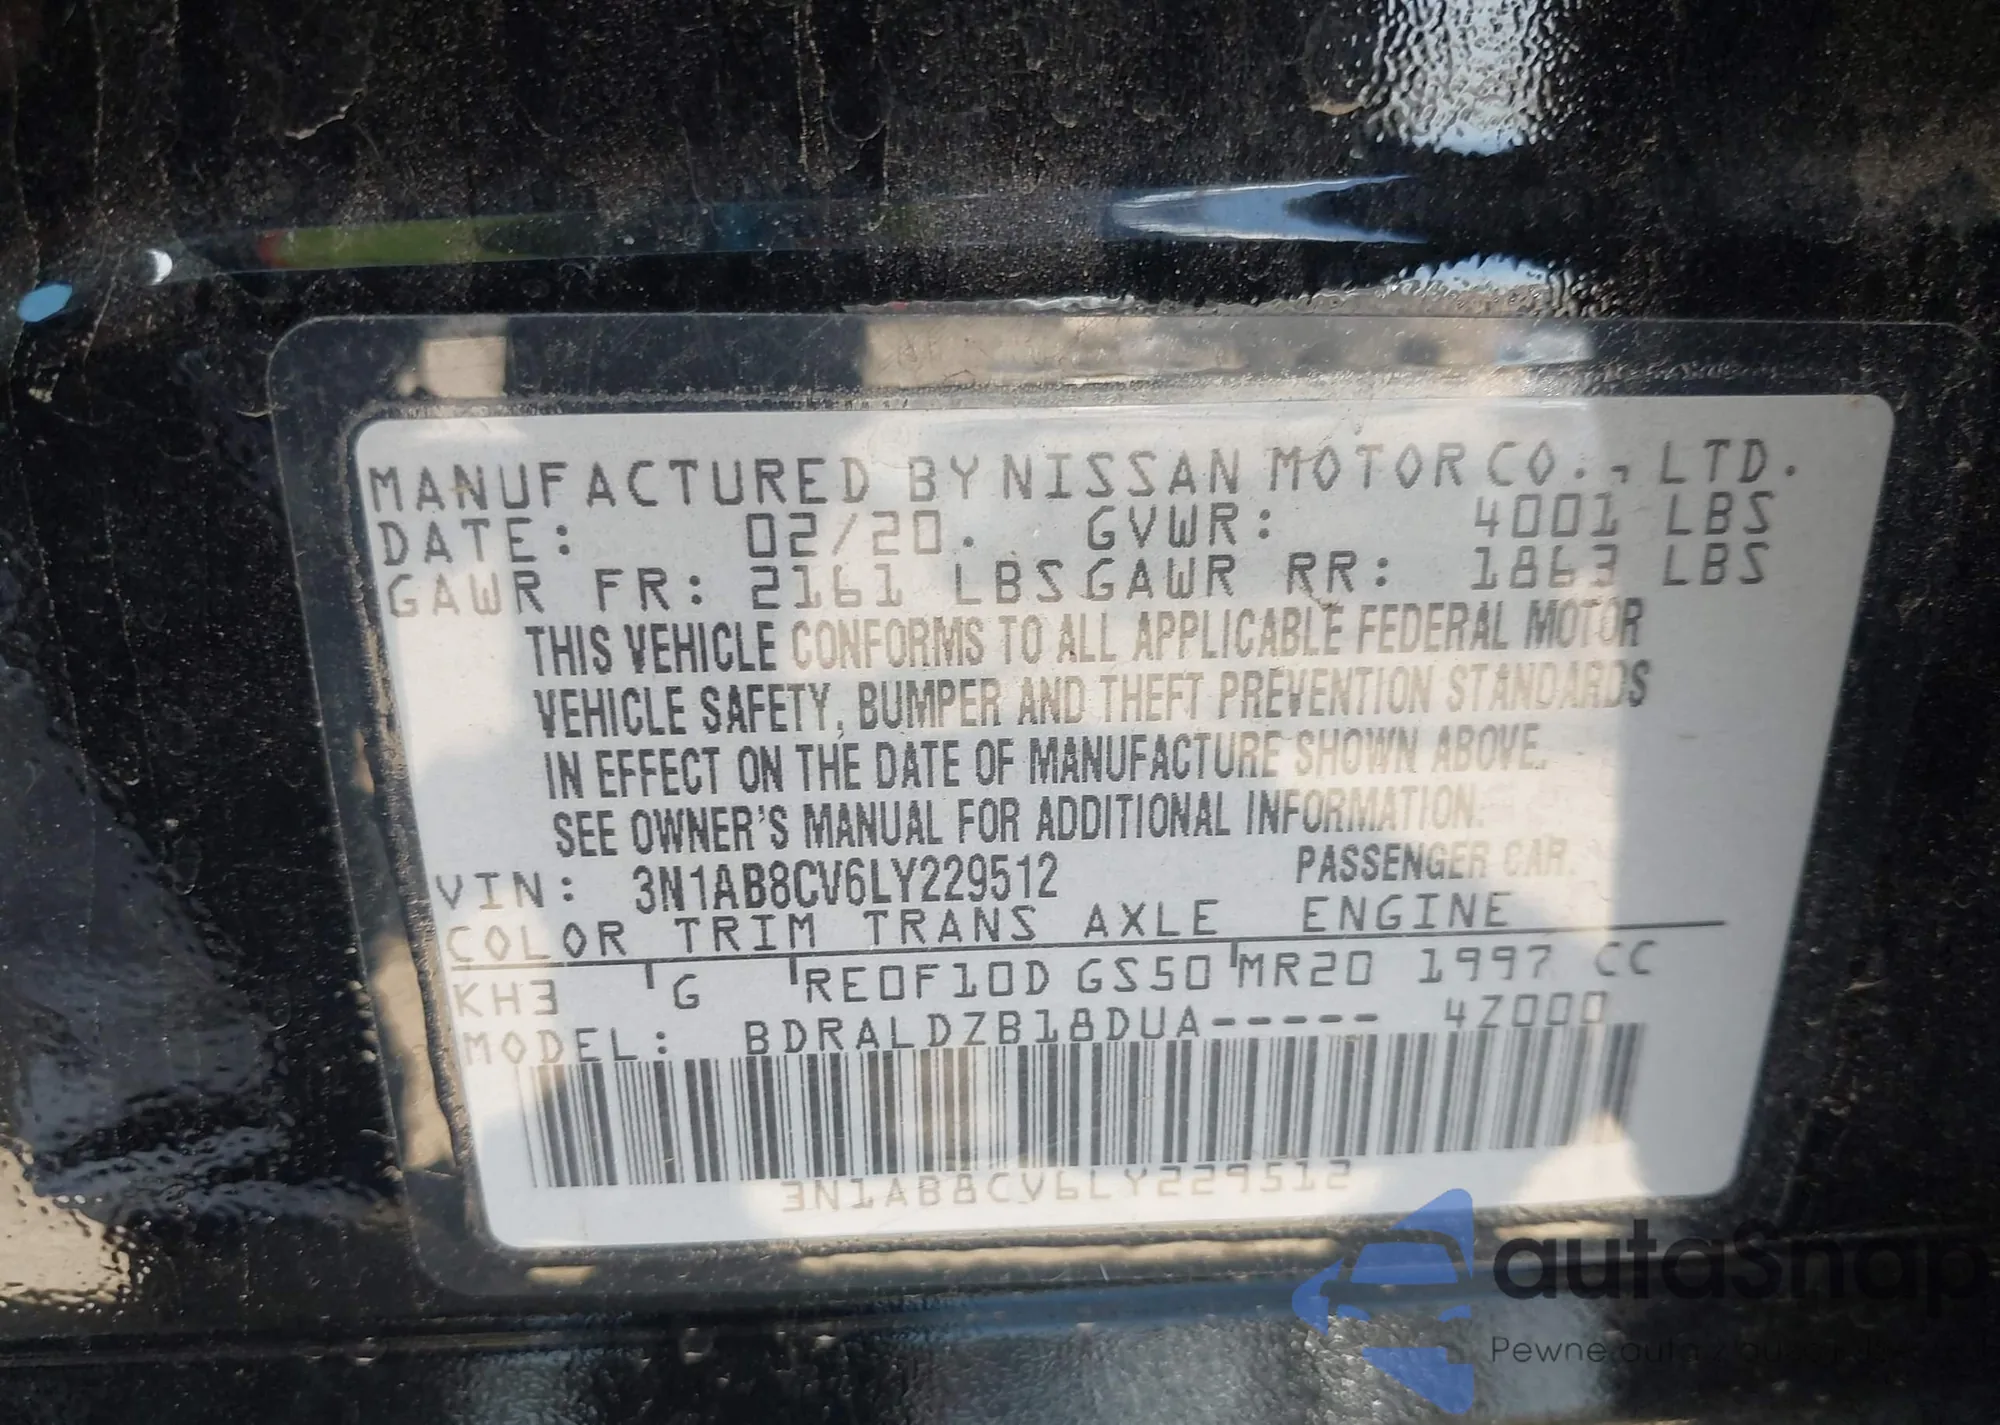 MANUFACTURED BY NISSAN MOTOR CO., LTD.
DATE: 02/20. GVWR: 4001 LBS
GAWR FR: 2161 LBS GAWR RR: 1863 LBS
THIS VEHICLE CONFORMS TO ALL APPLICABLE FEDERAL MOTOR
VEHICLE SAFETY, BUMPER AND THEFT PREVENTION STANDARDS
IN EFFECT ON THE DATE OF MANUFACTURE SHOWN ABOVE.
SEE OWNER'S MANUAL FOR ADDITIONAL INFORMATION.
VIN: 3N1AB8CV6LY229512 PASSENGER CAR.
COLOR TRIM TRANS AXLE ENGINE
KH3 G RE0F10D GS50 MR20 1997 CC
MODEL: BDRALDZB18DUA----- 4Z000
3N1AB8CV6LY229512
autaSnap
Pewne auta z